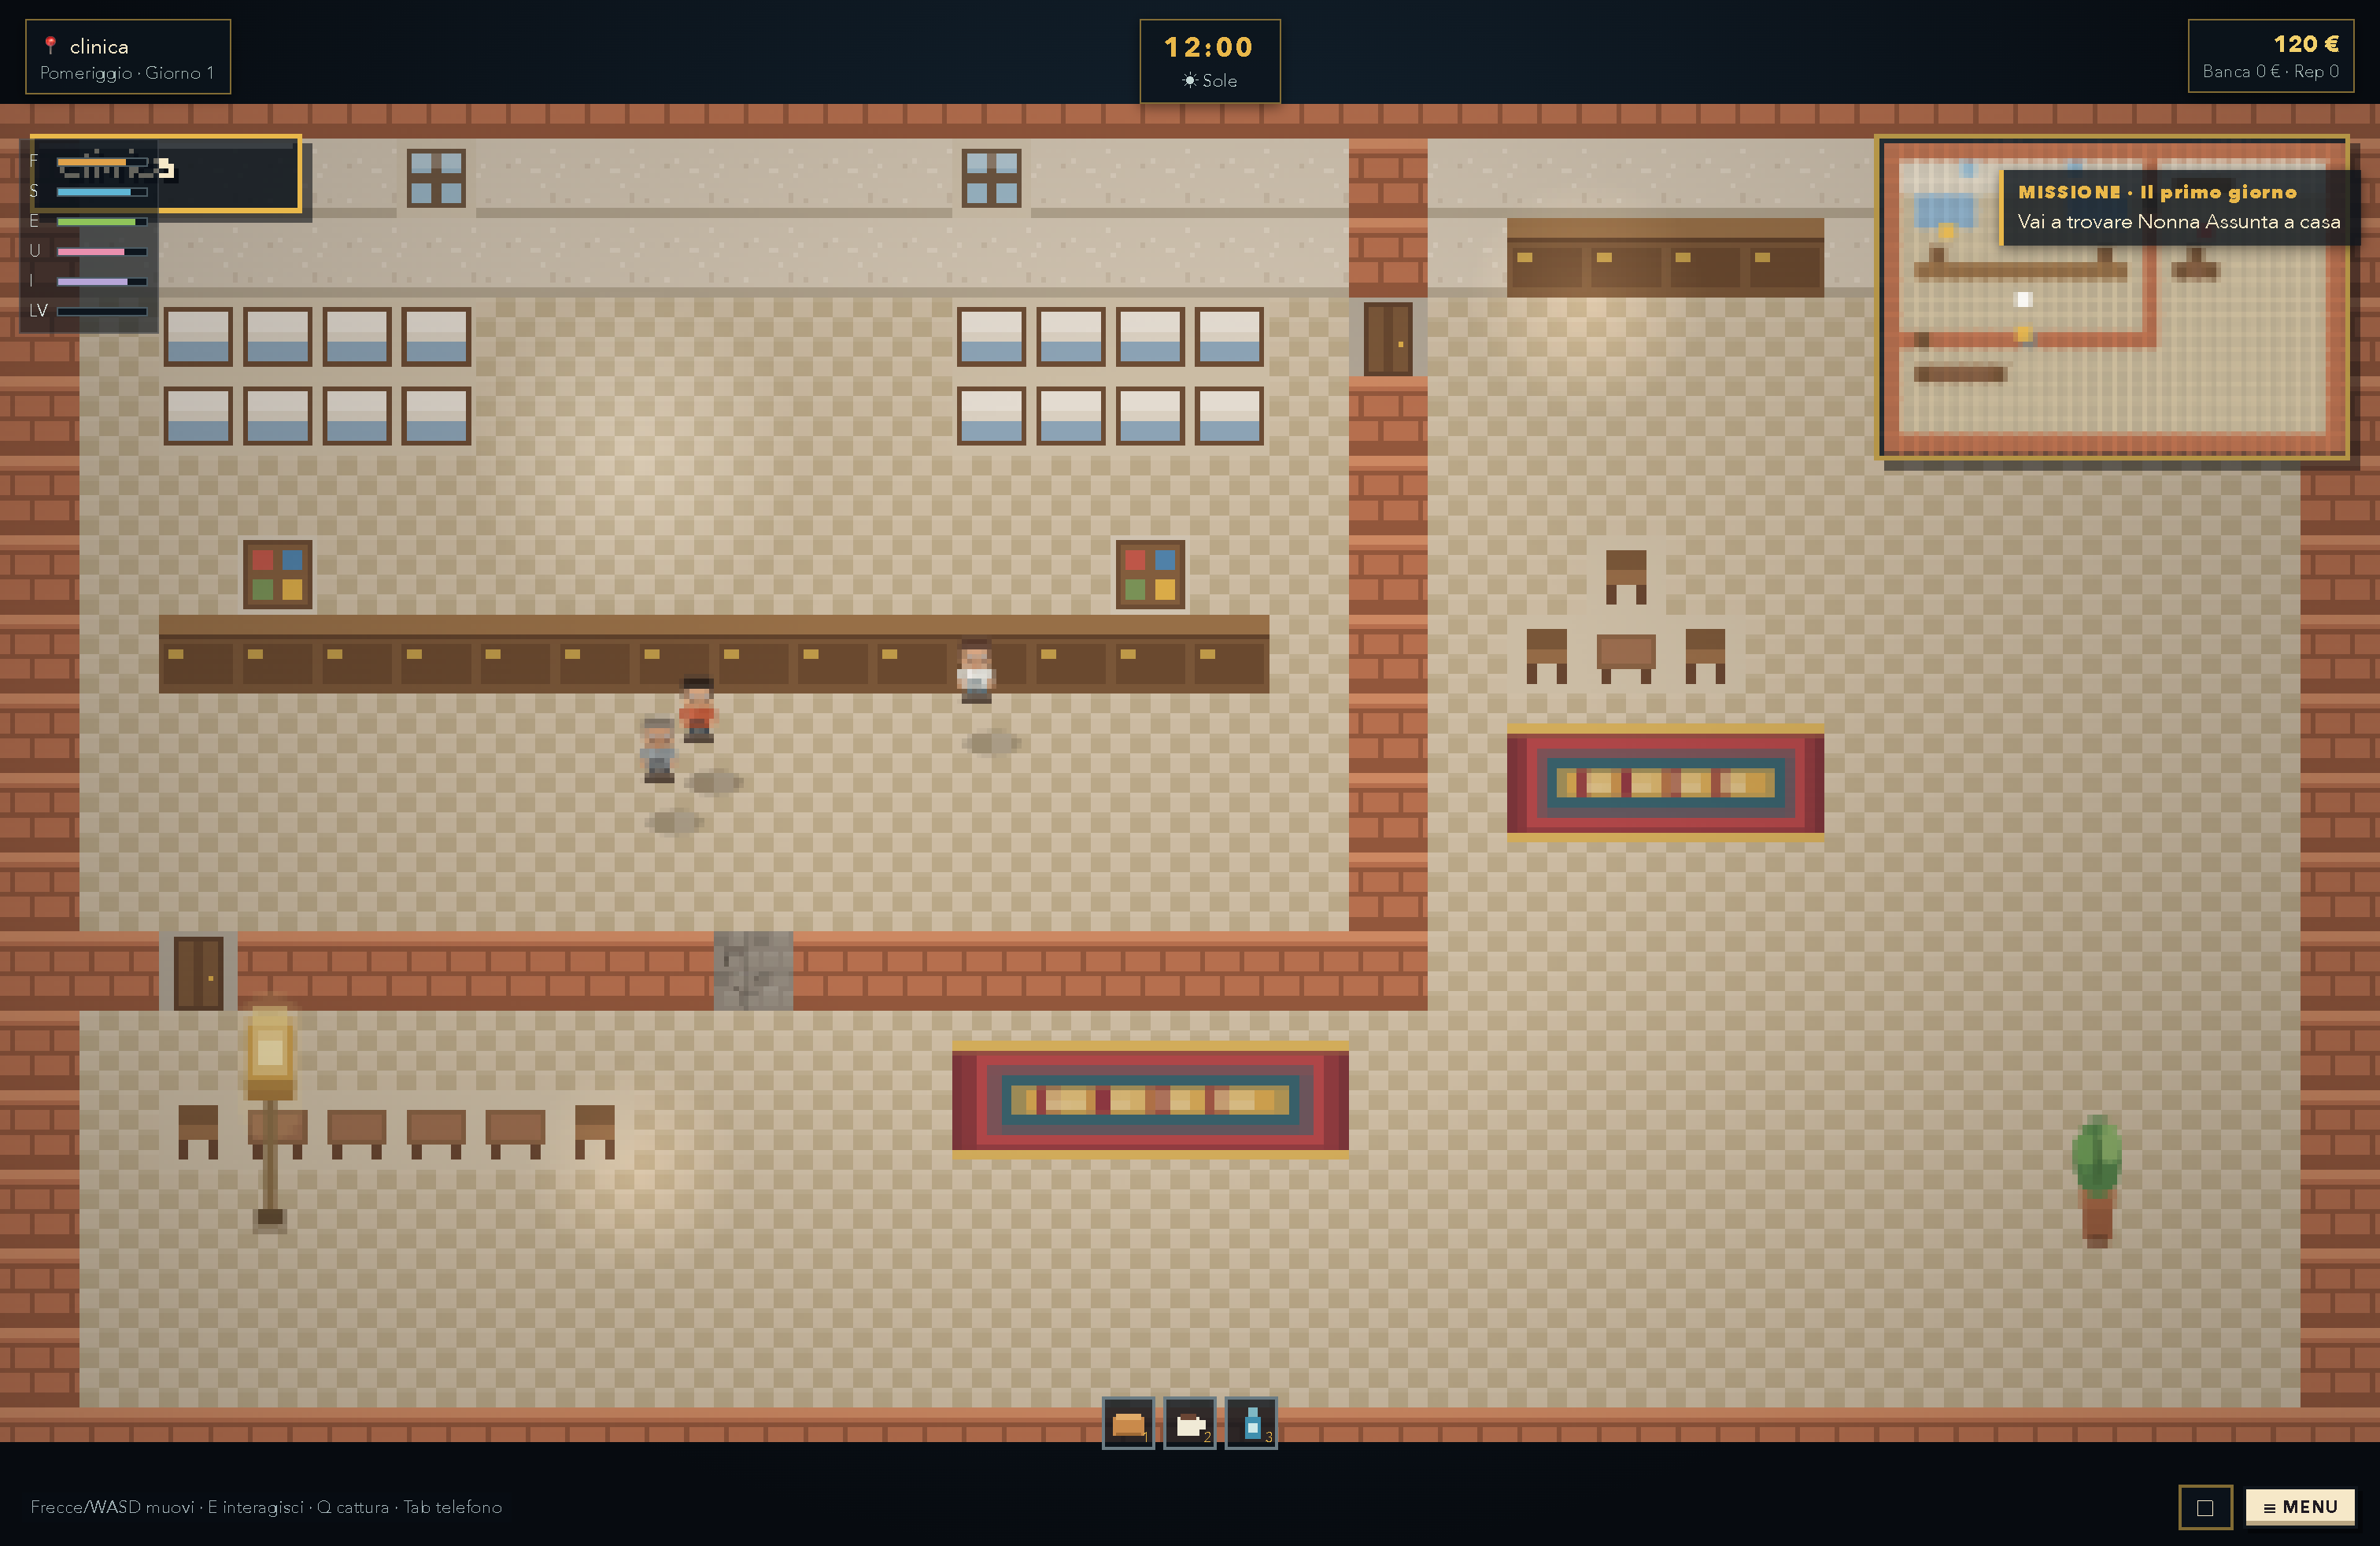 clinica
Pomeriggio · Giorno 1
12:00
☀ Sole
120 €
Banca 0 € · Rep 0
F
S
E
U
I
LV
MISSIONE · Il primo giorno
Vai a trovare Nonna Assunta a casa
1
2
3
Frecce/WASD muovi · E interagisci · Q cattura · Tab telefono
≡ MENU